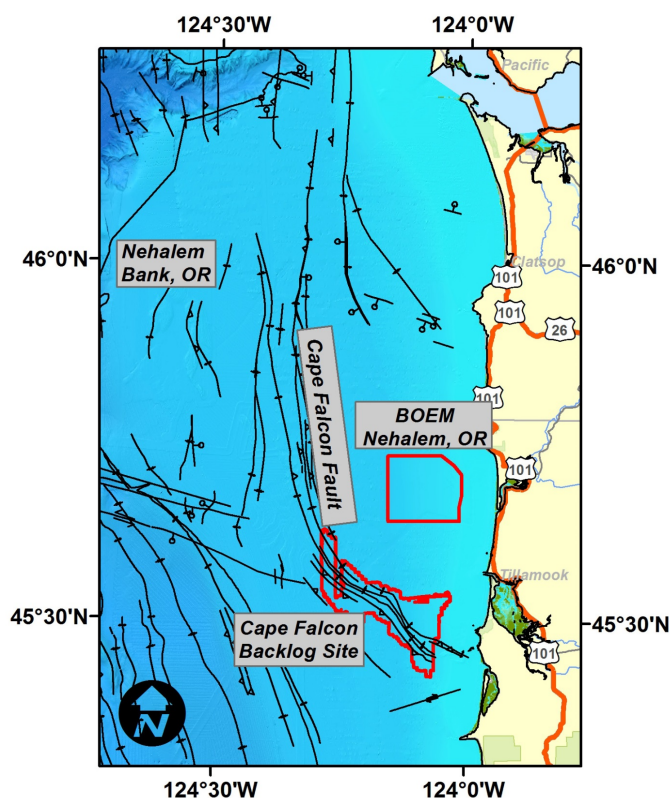 124°30'W
124°0'W
Pacific
46°0'N
Nehalem
Bank, OR
Clatsop
46°0'N
101
101
26
Cape Falcon Fault
101
BOEM
Nehalem, OR
101
Tillamook
45°30'N
Cape Falcon
Backlog Site
45°30'N
101
N
124°30'W
124°0'W